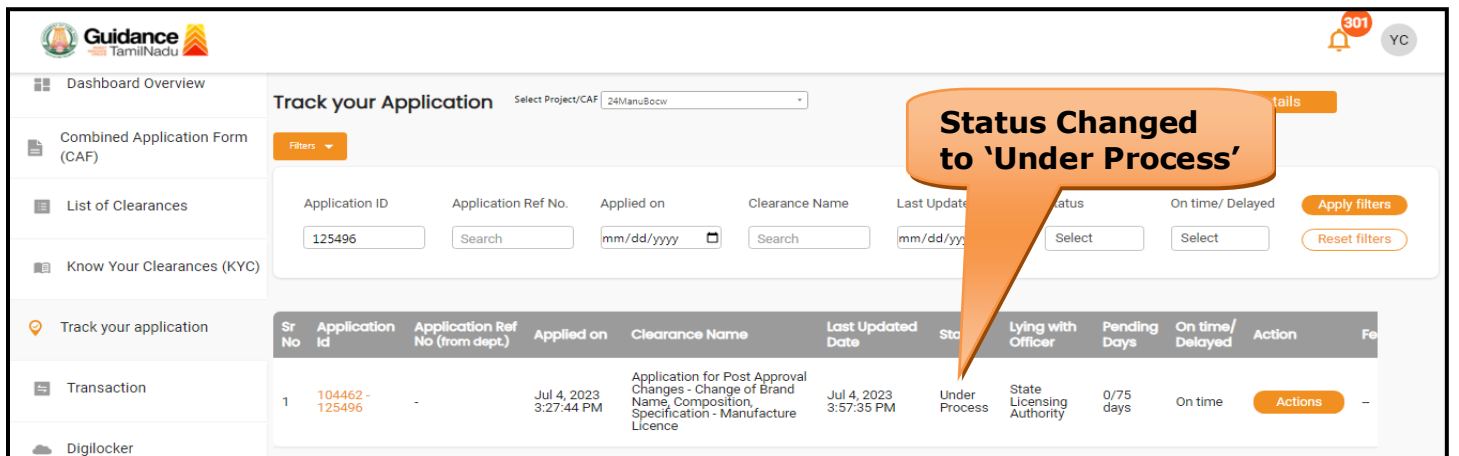 Guidance
TamilNadu
301
YC
Dashboard Overview
Combined Application Form
(CAF)
List of Clearances
Know Your Clearances (KYC)
Track your application
Transaction
Digilocker
Track your Application
Select Project/CAF
24ManuBocw
tails
Status Changed
to ‘Under Process’
Filters
Application ID
Application Ref No.
Applied on
Clearance Name
Last Update
tatus
On time/ Delayed
Apply filters
125496
Search
mm/dd/yyyy
Search
mm/dd/yy
Select
Select
Reset filters
Sr
No
Application
Id
Application Ref
No (from dept.)
Applied on
Clearance Name
Last Updated
Date
Sta
Lying with
Officer
Pending
Days
On time/
Delayed
Action
Fe
1
104462 -
125496
-
Jul 4, 2023
3:27:44 PM
Application for Post Approval
Changes - Change of Brand
Name, Composition,
Specification - Manufacture
Licence
Jul 4, 2023
3:57:35 PM
Under
Process
State
Licensing
Authority
0/75
days
On time
Actions
--